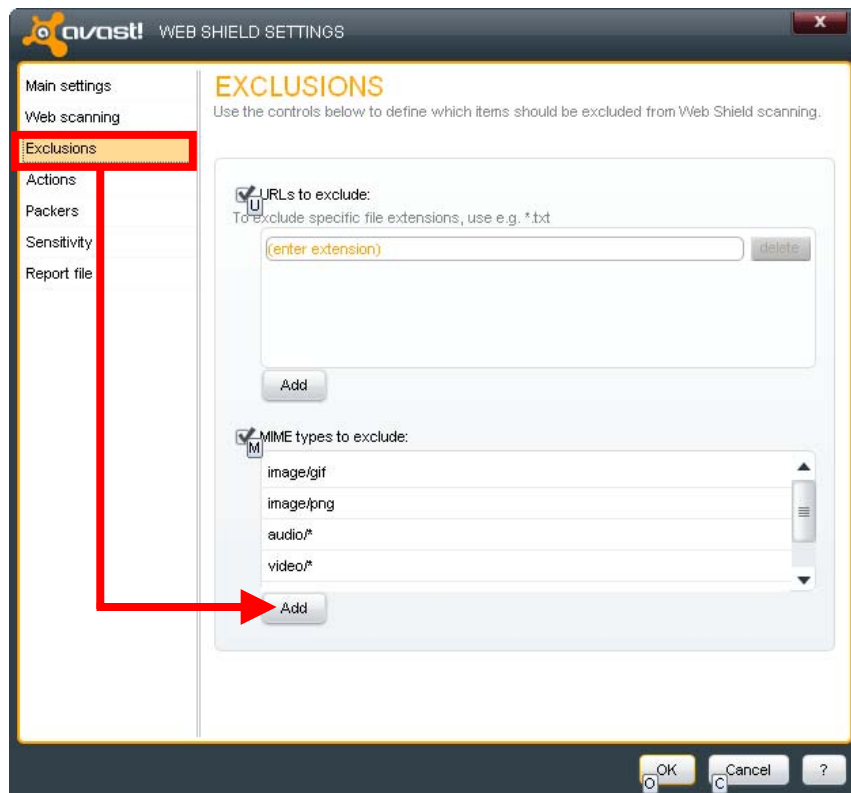 avast! WEB SHIELD SETTINGS
x
Main settings
Web scanning
Exclusions
Actions
Packers
Sensitivity
Report file
EXCLUSIONS
Use the controls below to define which items should be excluded from Web Shield scanning.
URLs to exclude:
U
To exclude specific file extensions, use e.g. *.txt
(enter extension) delete
Add
MIME types to exclude:
M
image/gif
image/png
audio/*
video/*
Add
OK Cancel ?
O C